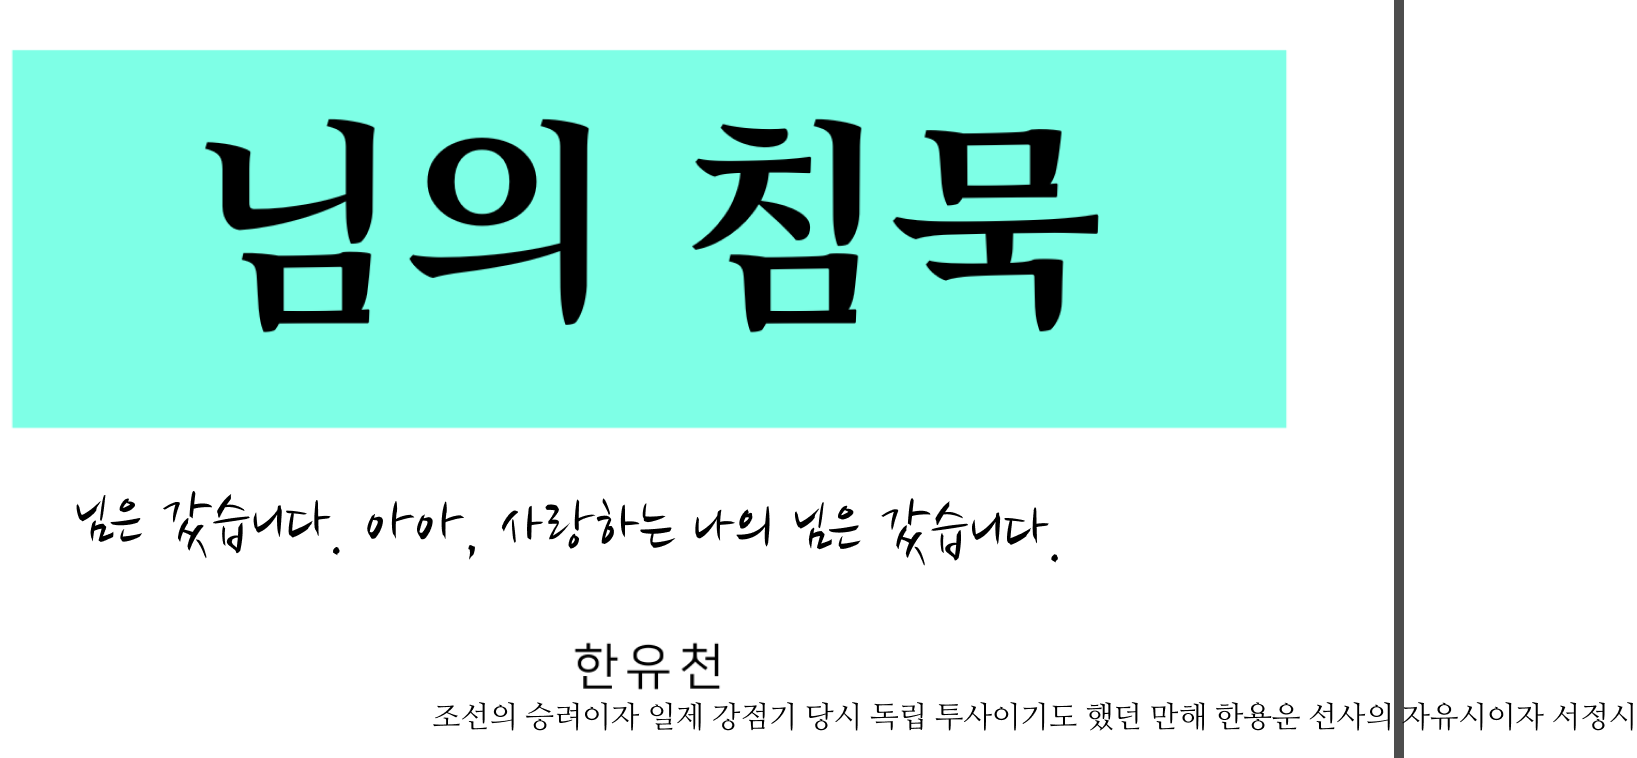 님의 침묵
님은 갔습니다. 아아, 사랑하는 나의 님은 갔습니다.
한유천
조선의 승려이자 일제 강점기 당시 독립 투사이기도 했던 만해 한용운 선사의 자유시이자 서정시